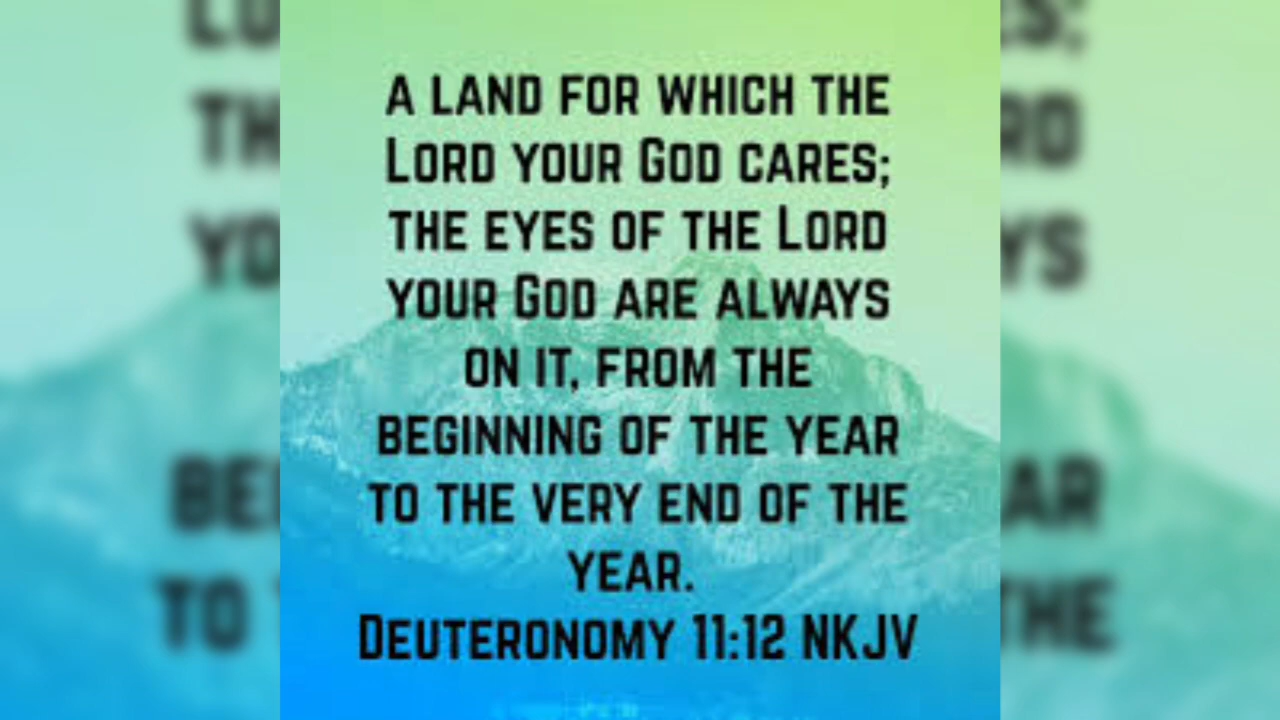 A LAND FOR WHICH THE
LORD YOUR GOD CARES;
THE EYES OF THE LORD
YOUR GOD ARE ALWAYS
ON IT, FROM THE
BEGINNING OF THE YEAR
TO THE VERY END OF THE
YEAR.
DEUTERONOMY 11:12 NKJV